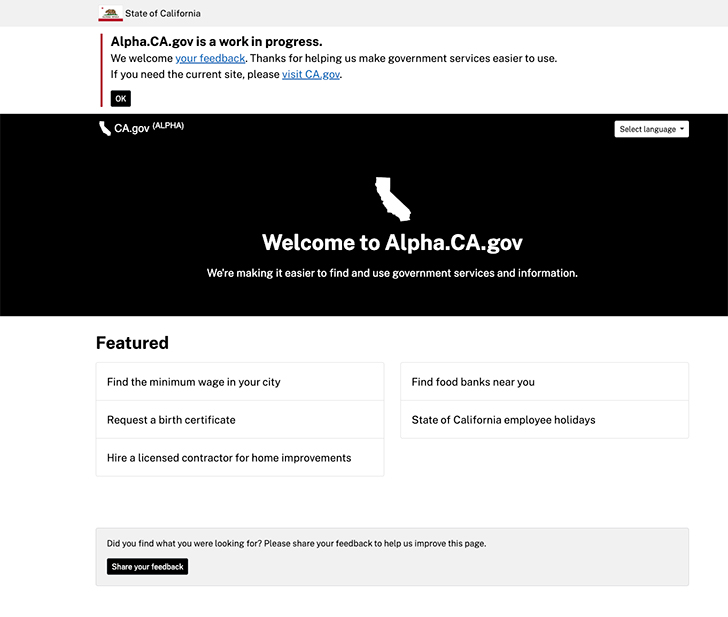 State of California
Alpha.CA.gov is a work in progress.
We welcome your feedback. Thanks for helping us make government services easier to use.
If you need the current site, please visit CA.gov.
OK
CA.gov (ALPHA)
Select language
Welcome to Alpha.CA.gov
We're making it easier to find and use government services and information.
Featured
Find the minimum wage in your city
Find food banks near you
Request a birth certificate
State of California employee holidays
Hire a licensed contractor for home improvements
Did you find what you were looking for? Please share your feedback to help us improve this page.
Share your feedback